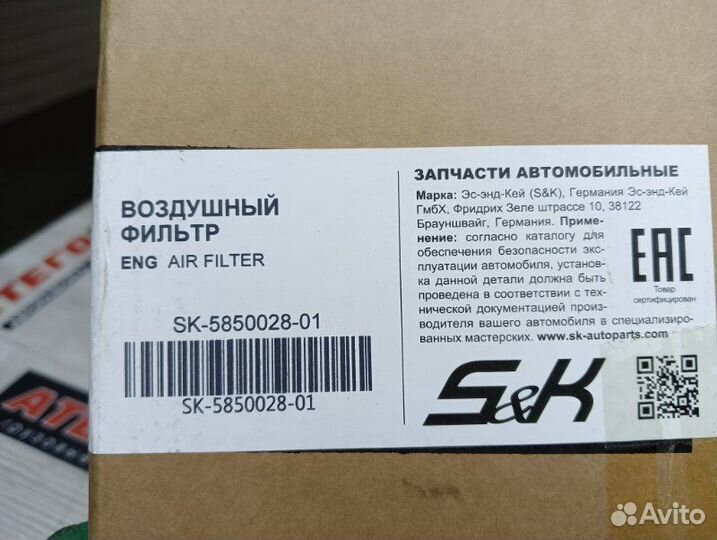 ВОЗДУШНЫЙ
ФИЛЬТР
ENG AIR FILTER
SK-5850028-01
SK-5850028-01
ЗАПЧАСТИ АВТОМОБИЛЬНЫЕ
Марка: Эс-энд-Кей (S&K), Германия Эс-энд-Кей
ГмбХ, Фридрих Зеле штрассе 10, 38122
Брауншвайг, Германия. Приме-
нение: согласно каталогу для
обеспечения безопасности экс-
плуатации автомобиля, установ-
ка данной детали должна быть
проведена в соответствии с тех-
нической документацией произ-
водителя вашего автомобиля в специализиро-
ванных мастерских. www.sk-autoparts.com
EAC
Товар
сертифицирован
S&K
ТЕГО
Avito